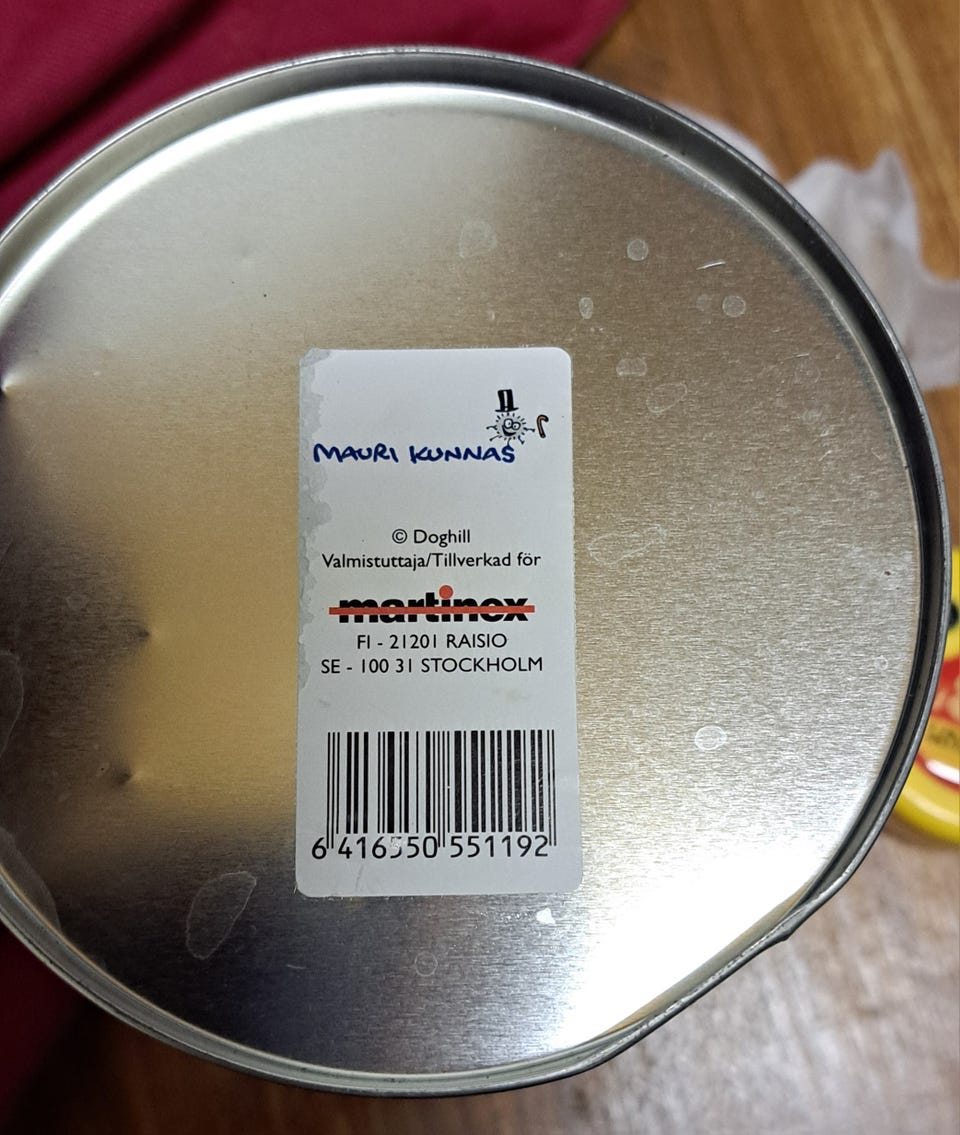 MAURI KUNNAS
© Doghill
Valmistuttaja/Tillverkad för
martinex
FI - 21201 RAISIO
SE - 100 31 STOCKHOLM
6 416550 551192